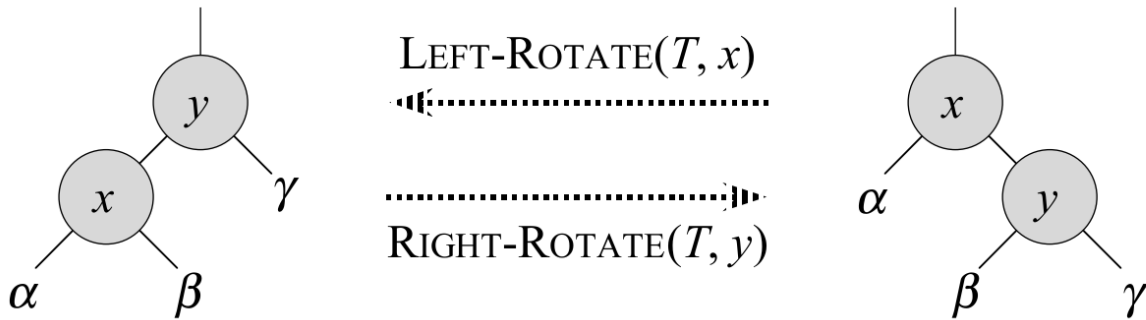 LEFT-ROTATE(T, x)
y
x
x
γ
α
y
RIGHT-ROTATE(T, y)
α
β
β
γ